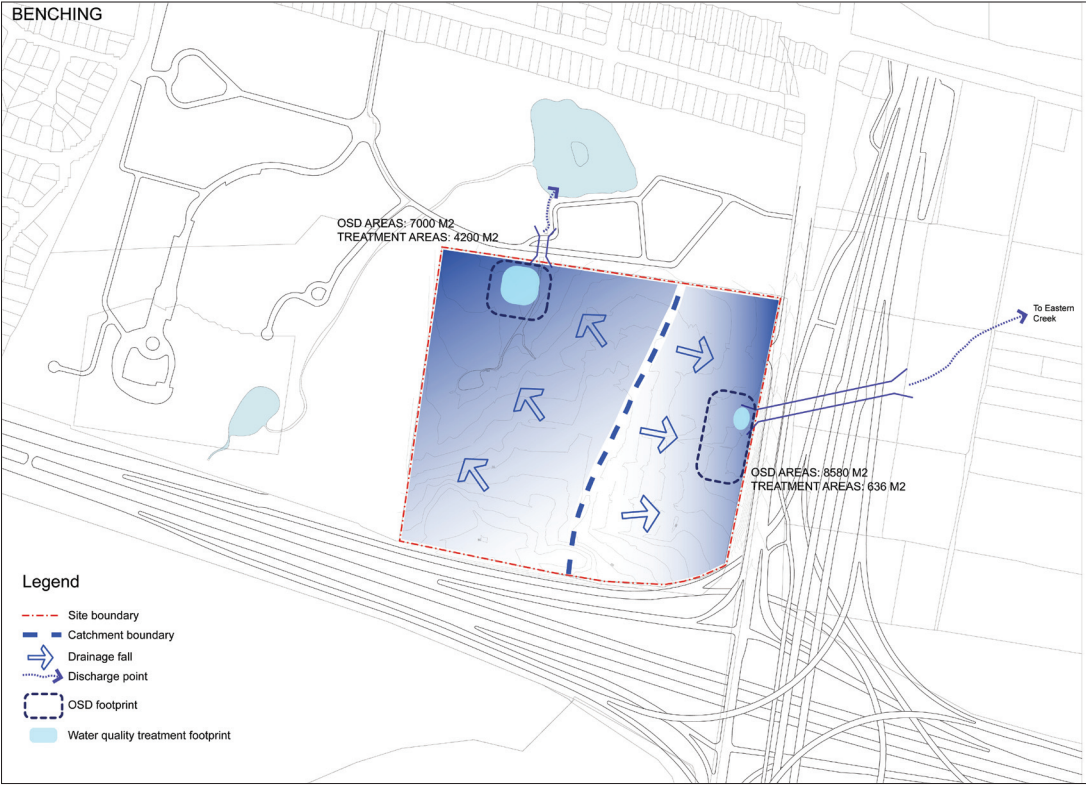 BENCHING
OSD AREAS: 7000 M2
TREATMENT AREAS: 4200 M2
To Eastern
Creek
OSD AREAS: 8580 M2
TREATMENT AREAS: 636 M2
Legend
Site boundary
Catchment boundary
Drainage fall
Discharge point
OSD footprint
Water quality treatment footprint